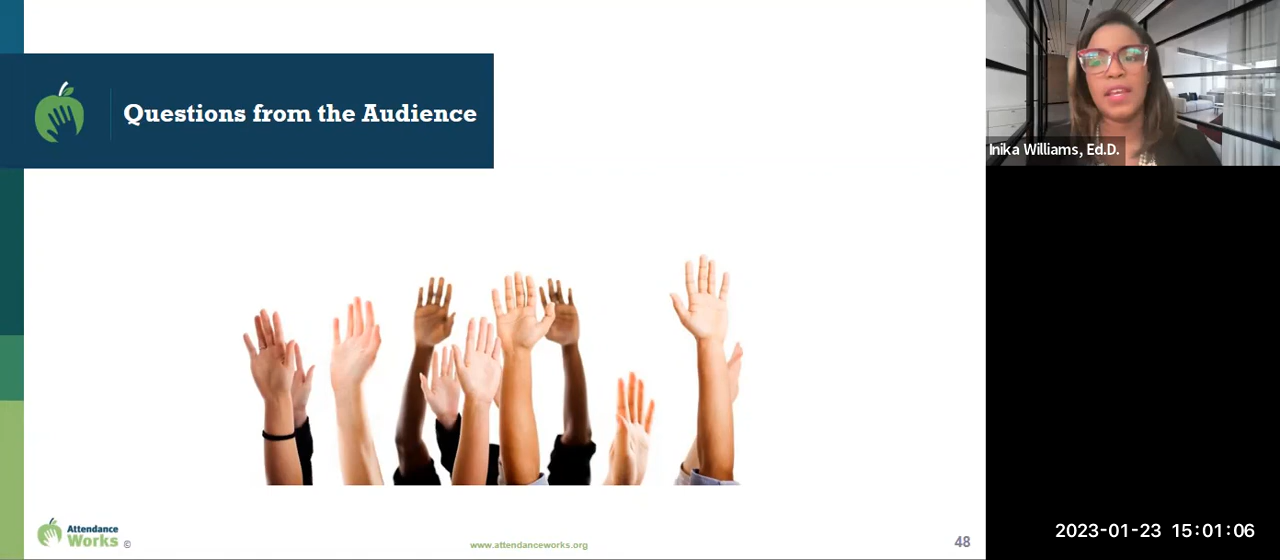 Questions from the Audience
Inika Williams, Ed.D.
Attendance
Works ©
www.attendanceworks.org
48
2023-01-23 15:01:06